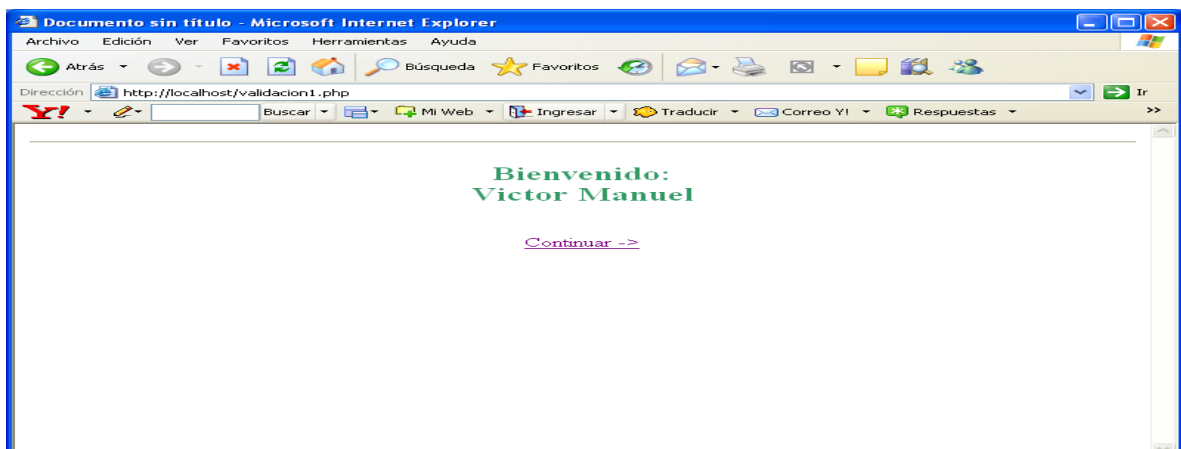 Documento sin título - Microsoft Internet Explorer
Archivo Edición Ver Favoritos Herramientas Ayuda
Atrás Búsqueda Favoritos
Dirección http://localhost/validacion1.php Ir
Y! Buscar Mi Web Ingresar Traducir Correo Y! Respuestas >>
Bienvenido:
Victor Manuel
Continuar ->